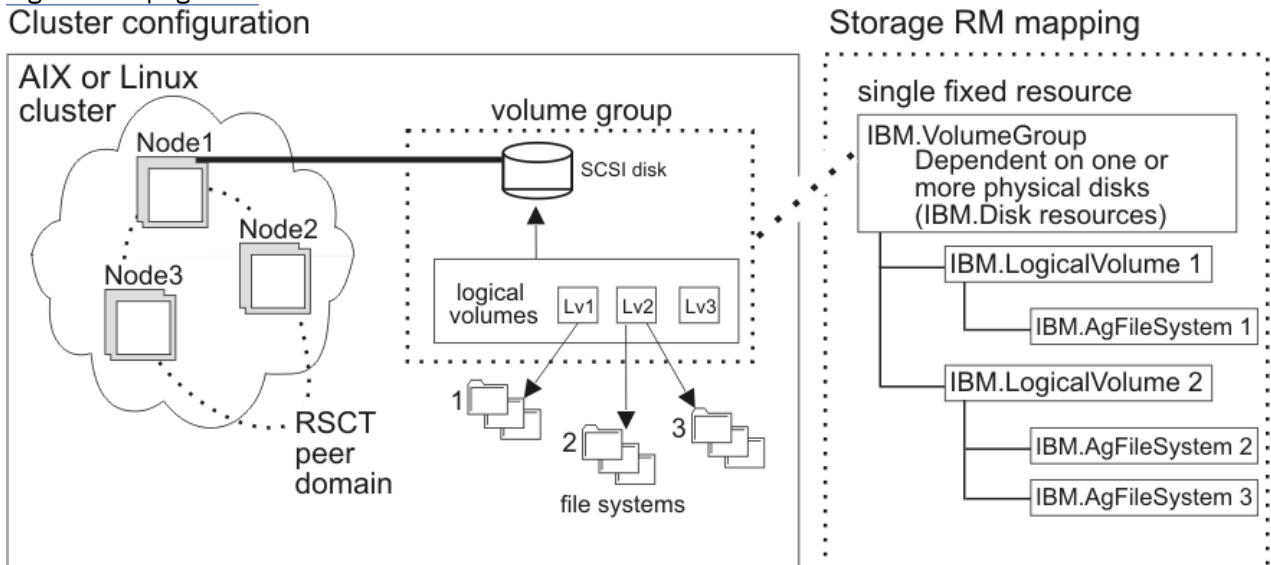 Cluster configuration
Storage RM mapping
AIX or Linux
cluster
Node1
Node2
Node3
RSCT
peer
domain
volume group
SCSI disk
logical
volumes
Lv1
Lv2
Lv3
1
2
3
file systems
single fixed resource
IBM.VolumeGroup
Dependent on one or
more physical disks
(IBM.Disk resources)
IBM.LogicalVolume 1
IBM.AgFileSystem 1
IBM.LogicalVolume 2
IBM.AgFileSystem 2
IBM.AgFileSystem 3